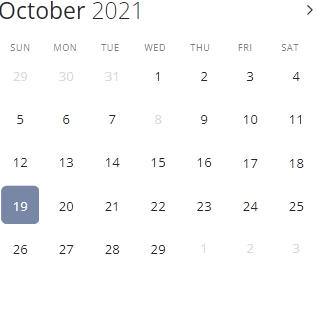 October 2021
SUN MON TUE WED THU FRI SAT
29 30 31 1 2 3 4
5 6 7 8 9 10 11
12 13 14 15 16 17 18
19 20 21 22 23 24 25
26 27 28 29 1 2 3